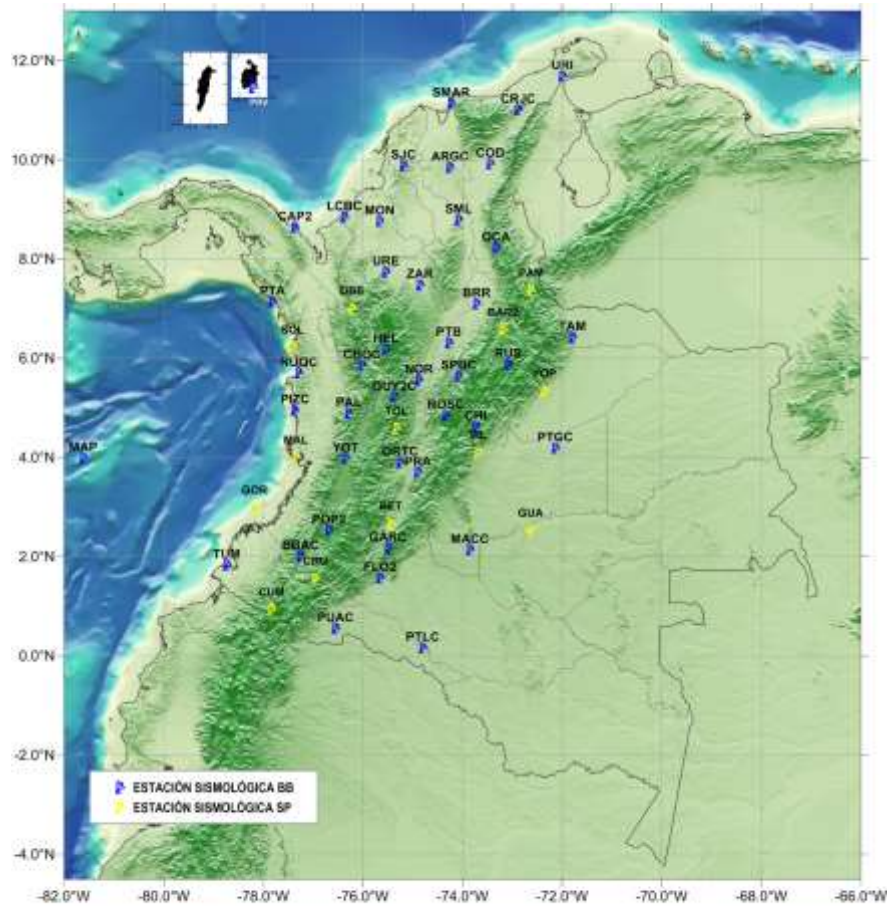 12.0°N
URI
SMAR
CRJC
10.0°N
SJC
ARGC
COD
LCBC
MON
SML
CAP2
8.0°N
OCA
URE
ZAR
PAM
PTA
DBB
BRR
BAR2
SOL
HEL
PTB
TAM
6.0°N
CBOC
RUS
RUQC
NOR
SPBC
YOP
GUY2C
PIZC
PAL
TOL
ROSC
CHI
MAL
PTGC
MAP
4.0°N
YOT
ORTC
PRA
GOR
POP2
BET
GUA
BBAC
GARC
MACC
TUM
2.0°N
FLO2
CUM
PUAC
PTLC
0.0°N
-2.0°N
ESTACIÓN SISMOLÓGICA BB
ESTACIÓN SISMOLÓGICA SP
-4.0°N
-82.0°W -80.0°W -78.0°W -76.0°W -74.0°W -72.0°W -70.0°W -68.0°W -66.0°W